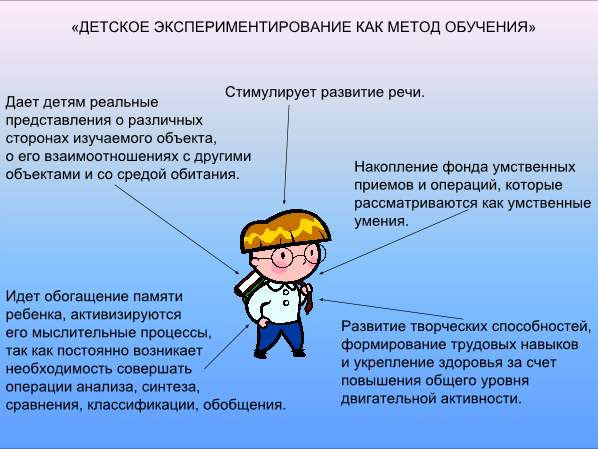 «ДЕТСКОЕ ЭКСПЕРИМЕНТИРОВАНИЕ КАК МЕТОД ОБУЧЕНИЯ»
Стимулирует развитие речи.
Дает детям реальные
представления о различных
сторонах изучаемого объекта,
о его взаимоотношениях с другими
объектами и со средой обитания.
Накопление фонда умственных
приемов и операций, которые
рассматриваются как умственные
умения.
Идет обогащение памяти
ребенка, активизируются
его мыслительные процессы,
так как постоянно возникает
необходимость совершать
операции анализа, синтеза,
сравнения, классификации, обобщения.
Развитие творческих способностей,
формирование трудовых навыков
и укрепление здоровья за счет
повышения общего уровня
двигательной активности.